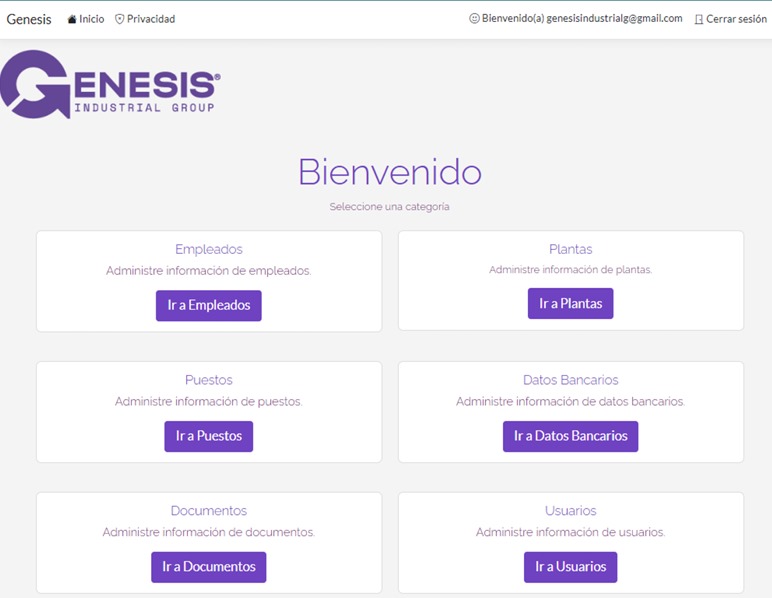 Genesis Inicio Privacidad Bienvenido(a) genesisindustrialg@gmail.com Cerrar sesión
GENESIS®
INDUSTRIAL GROUP
Bienvenido
Seleccione una categoría
Empleados
Administre información de empleados.
Ir a Empleados
Plantas
Administre información de plantas.
Ir a Plantas
Puestos
Administre información de puestos.
Ir a Puestos
Datos Bancarios
Administre información de datos bancarios.
Ir a Datos Bancarios
Documentos
Administre información de documentos.
Ir a Documentos
Usuarios
Administre información de usuarios.
Ir a Usuarios